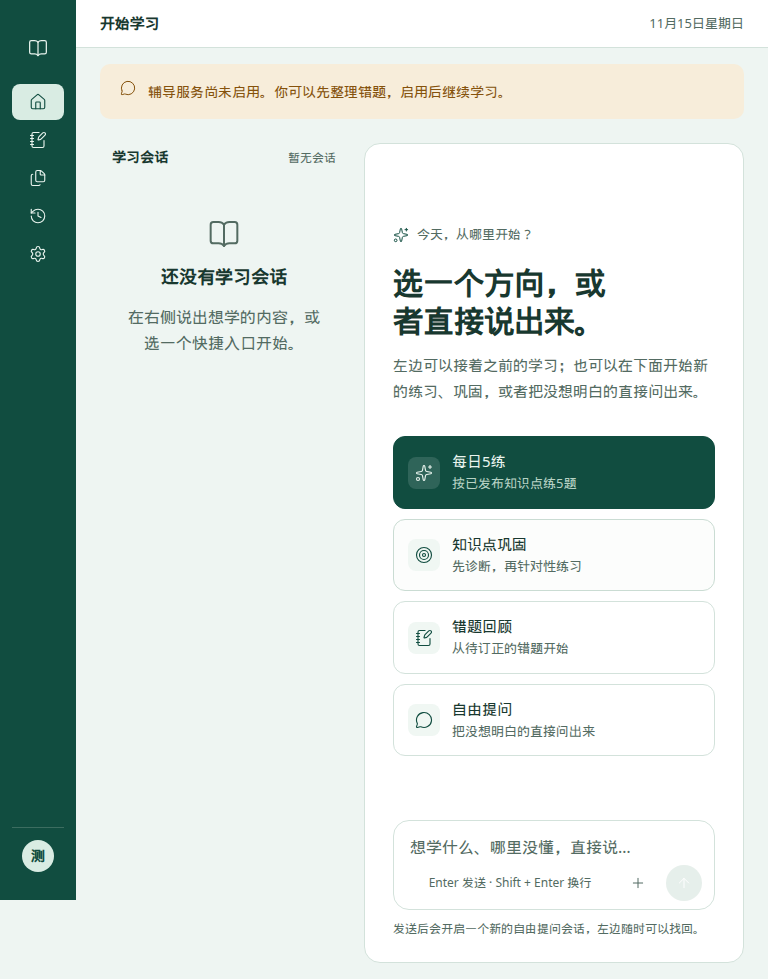 开始学习
11月15日星期日
辅导服务尚未启用。你可以先整理错题，启用后继续学习。
学习会话
暂无会话
还没有学习会话
在右侧说出想学的内容，或
选一个快捷入口开始。
今天，从哪里开始？
选一个方向，或
者直接说出来。
左边可以接着之前的学习；也可以在下面开始新
的练习、巩固，或者把没想明白的直接问出来。
每日5练
按已发布知识点练5题
知识点巩固
先诊断，再针对性练习
错题回顾
从待订正的错题开始
自由提问
把没想明白的直接问出来
想学什么、哪里没懂，直接说…
Enter 发送 · Shift + Enter 换行
发送后会开启一个新的自由提问会话，左边随时可以找回。
测